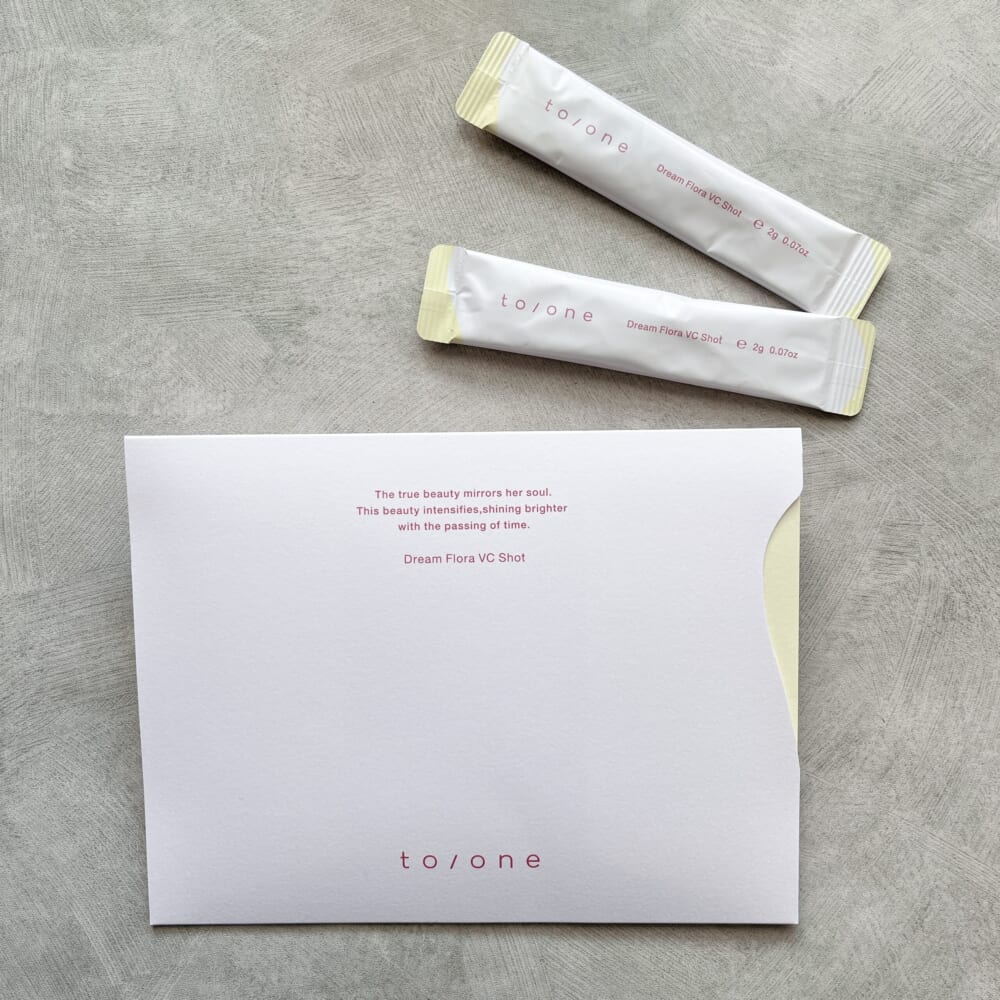 to/one
Dream Flora VC Shot ℮ 2g 0.07oz
to/one
Dream Flora VC Shot ℮ 2g 0.07oz
The true beauty mirrors her soul.
This beauty intensifies,shining brighter
with the passing of time.
Dream Flora VC Shot
to/one